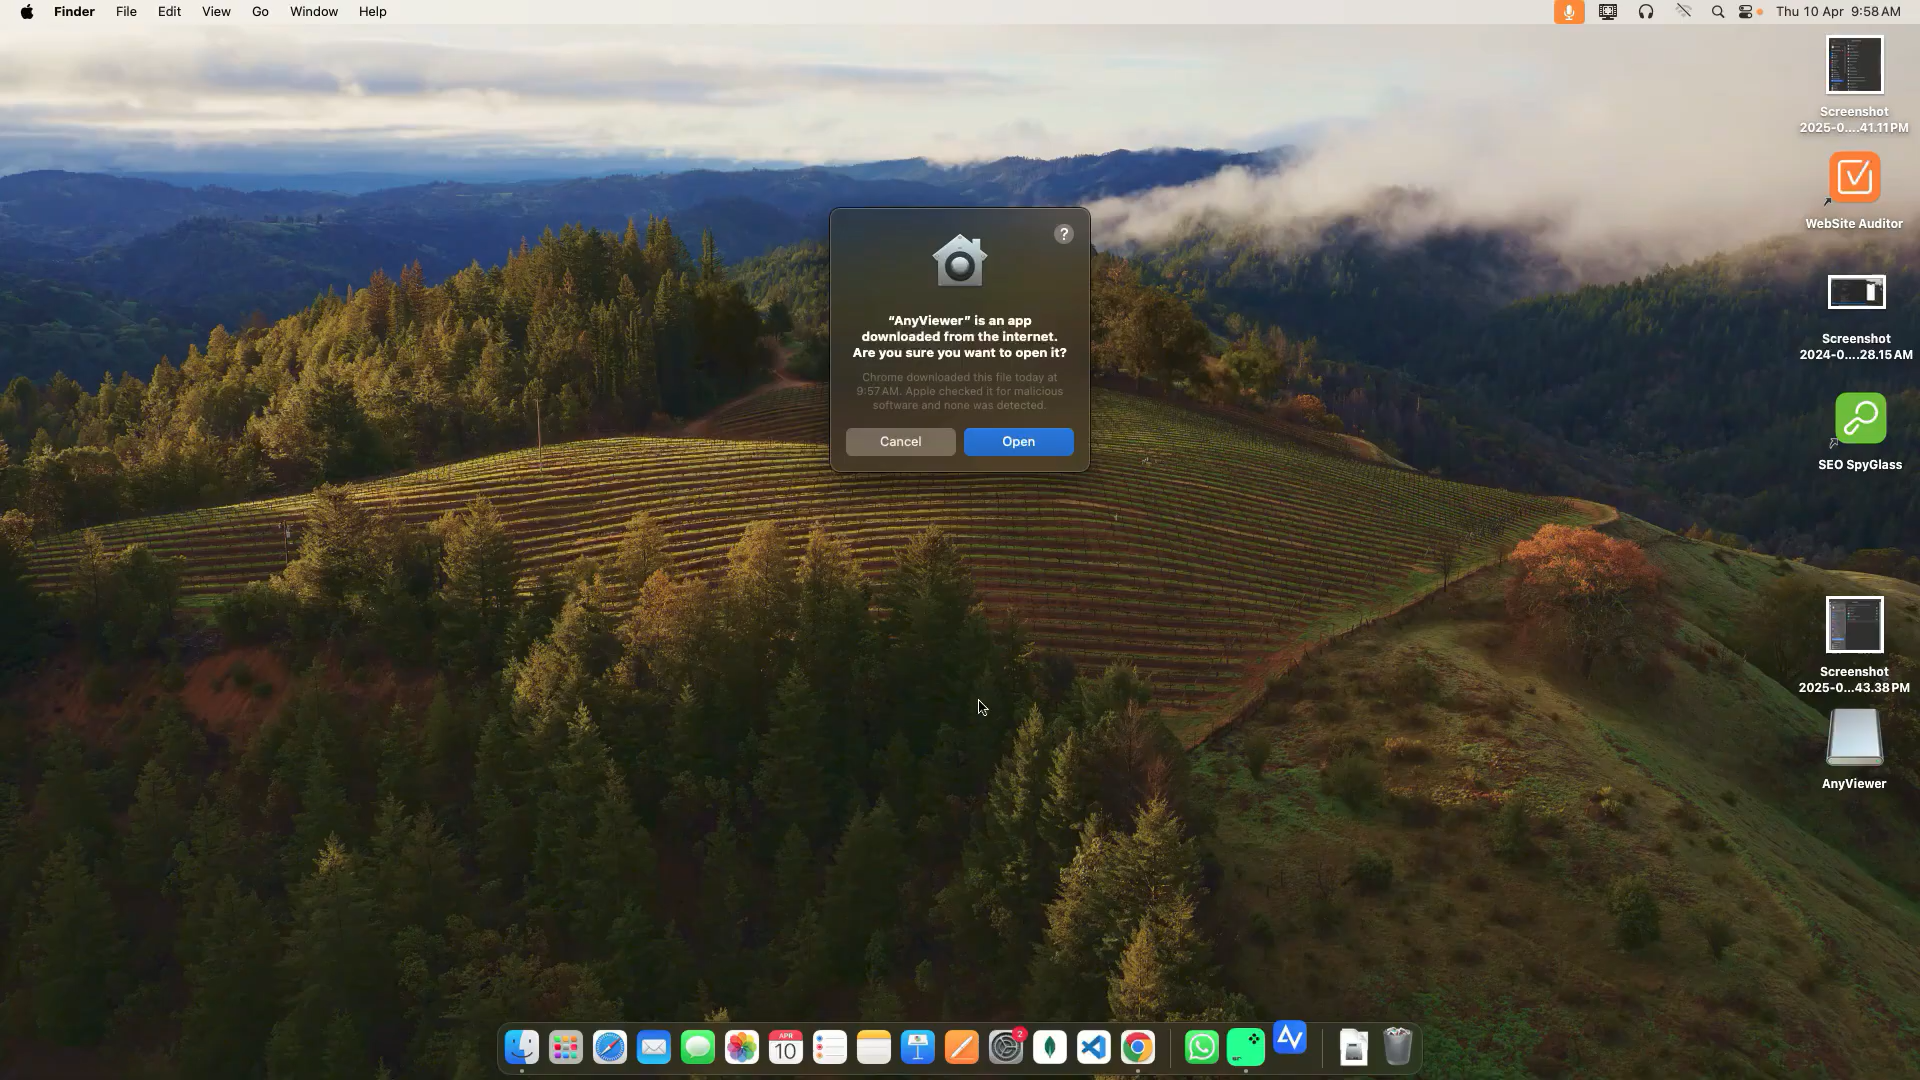 Finder File Edit View Go Window Help
Thu 10 Apr 9:58 AM
Screenshot
2025-0....41.11 PM
WebSite Auditor
Screenshot
2024-0....28.15 AM
SEO SpyGlass
Screenshot
2025-0...43.38 PM
AnyViewer
?
“AnyViewer” is an app
downloaded from the internet.
Are you sure you want to open it?
Chrome downloaded this file today at
9:57 AM. Apple checked it for malicious
software and none was detected.
Cancel
Open
APR
10
2